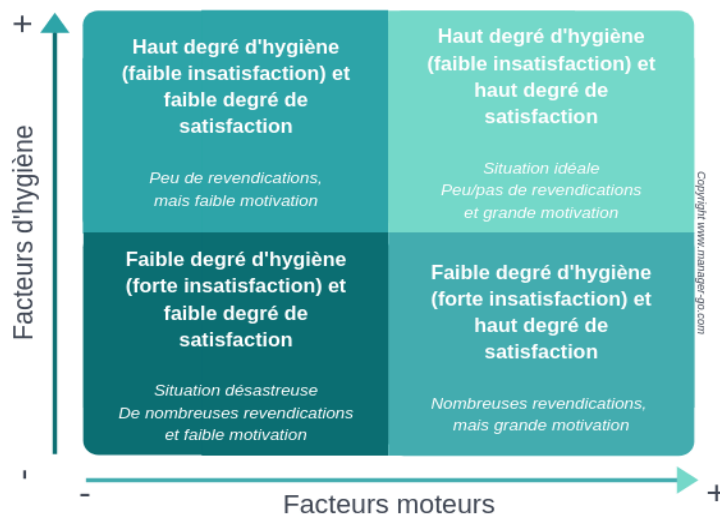 +
Haut degré d'hygiène
(faible insatisfaction) et
faible degré de
satisfaction
Peu de revendications,
mais faible motivation
Haut degré d'hygiène
(faible insatisfaction) et
haut degré de
satisfaction
Situation idéale
Peu/pas de revendications
et grande motivation
Facteurs d'hygiène
Faible degré d'hygiène
(forte insatisfaction) et
faible degré de
satisfaction
Situation désastreuse
De nombreuses revendications
et faible motivation
Faible degré d'hygiène
(forte insatisfaction) et
haut degré de
satisfaction
Nombreuses revendications,
mais grande motivation
Copyright www.manager-go.com
-
-
Facteurs moteurs
+